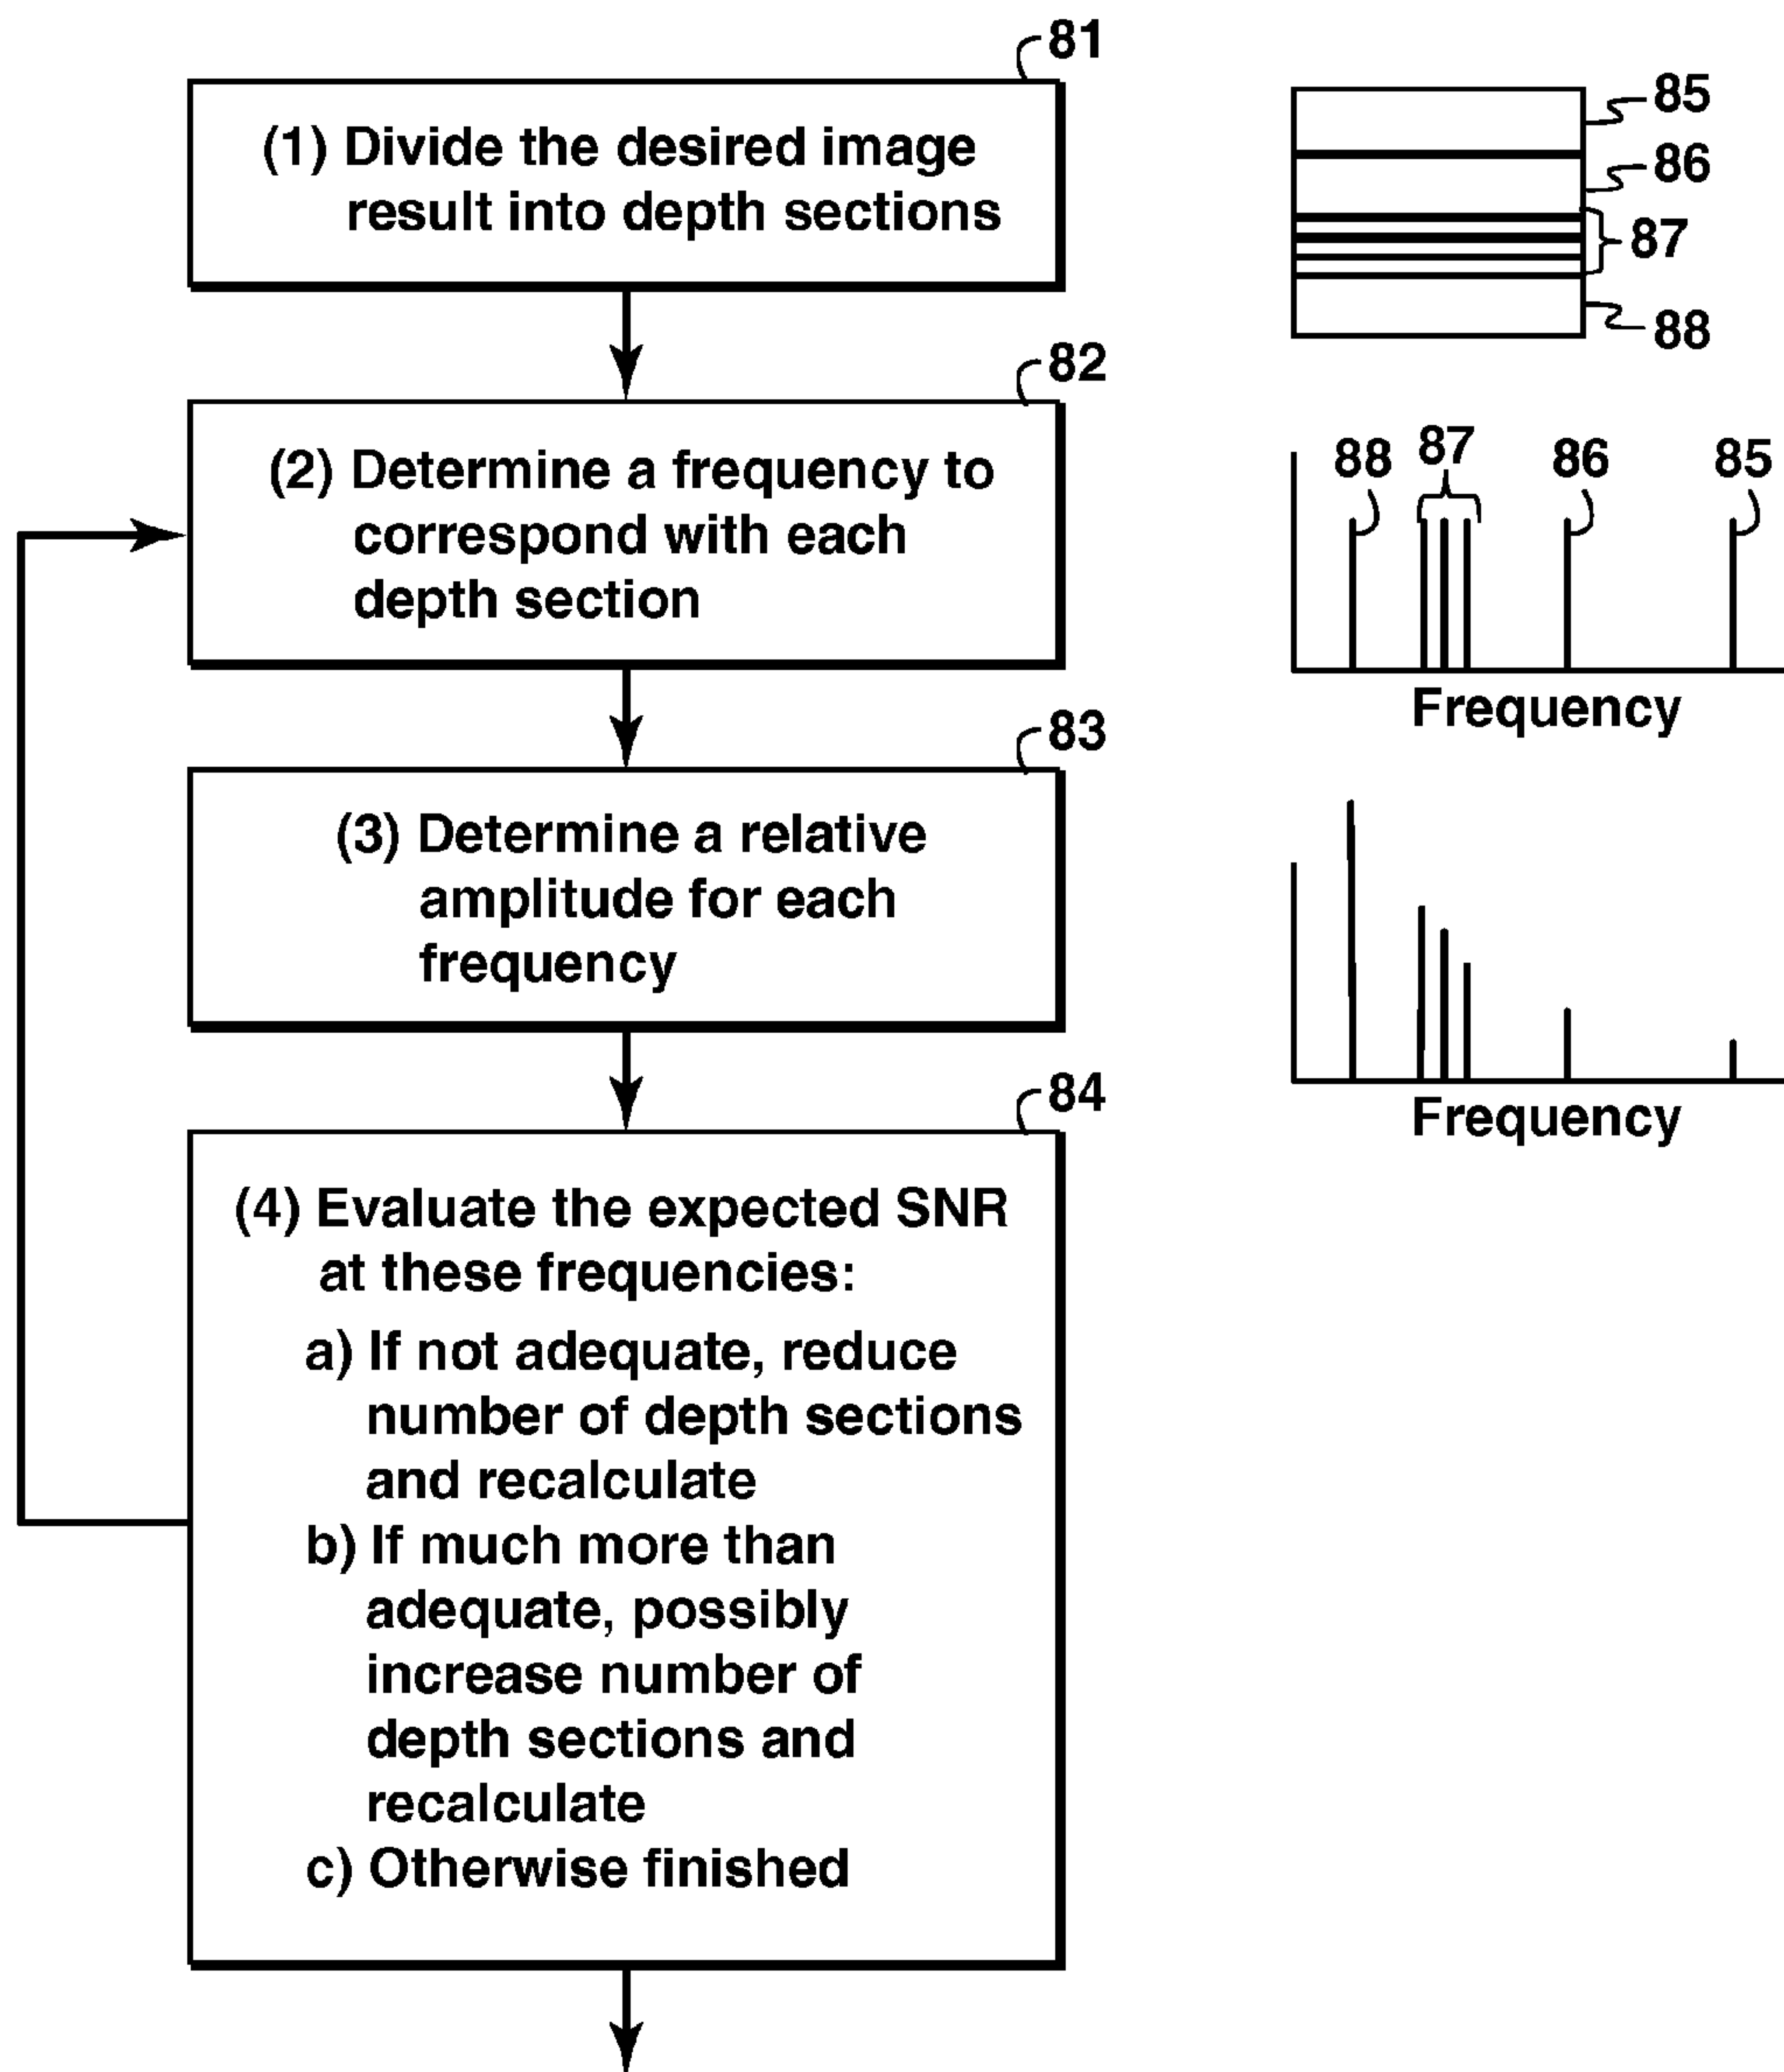 81
(1) Divide the desired image
result into depth sections
82
(2) Determine a frequency to
correspond with each
depth section
83
(3) Determine a relative
amplitude for each
frequency
84
(4) Evaluate the expected SNR
at these frequencies:
a) If not adequate, reduce
number of depth sections
and recalculate
b) If much more than
adequate, possibly
increase number of
depth sections and
recalculate
c) Otherwise finished
85
86
87
88
88 87 86 85
Frequency
Frequency